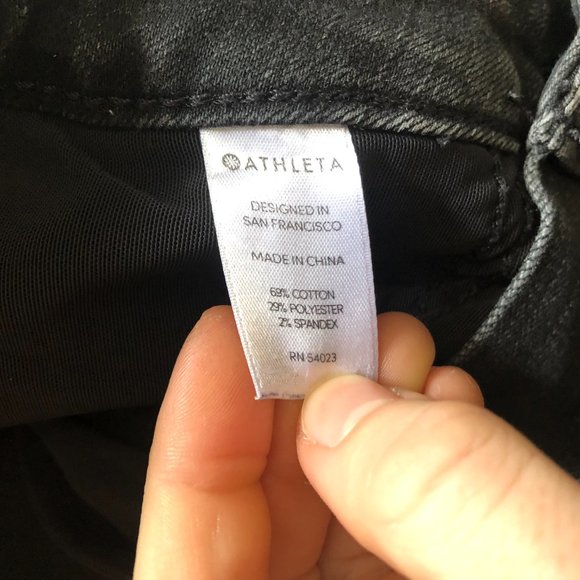 ATHLETA
DESIGNED IN
SAN FRANCISCO
MADE IN CHINA
69% COTTON
29% POLYESTER
2% SPANDEX
RN 54023